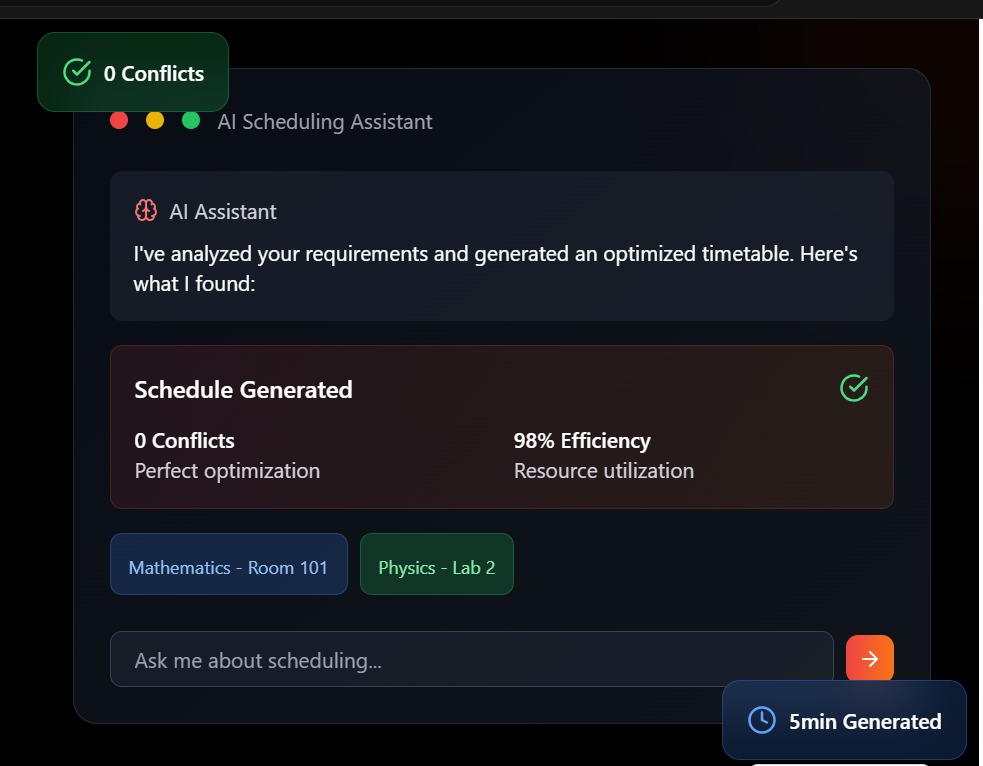 0 Conflicts
AI Scheduling Assistant
AI Assistant
I've analyzed your requirements and generated an optimized timetable. Here's
what I found:
Schedule Generated
0 Conflicts
98% Efficiency
Perfect optimization
Resource utilization
Mathematics - Room 101
Physics - Lab 2
Ask me about scheduling...
5min Generated